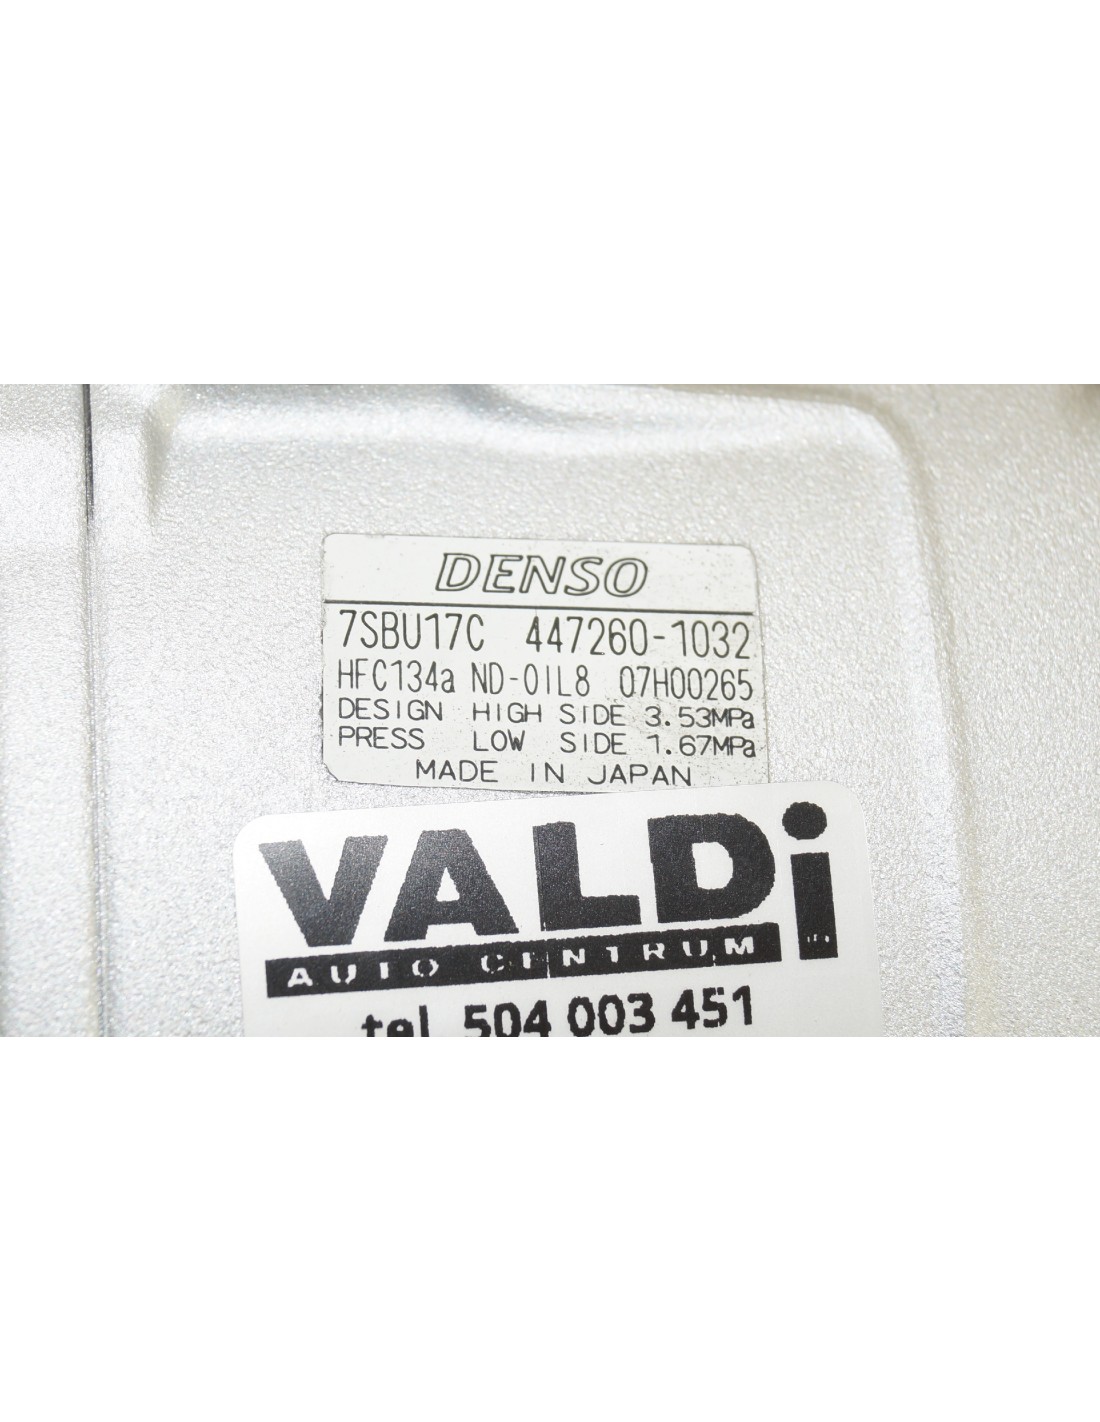 DENSO
7SBU17C 447260-1032
HFC134a ND-OIL8 07H00265
DESIGN HIGH SIDE 3.53MPa
PRESS LOW SIDE 1.67MPa
MADE IN JAPAN
VALDi
AUTO CENTRUM
tel. 504 003 451